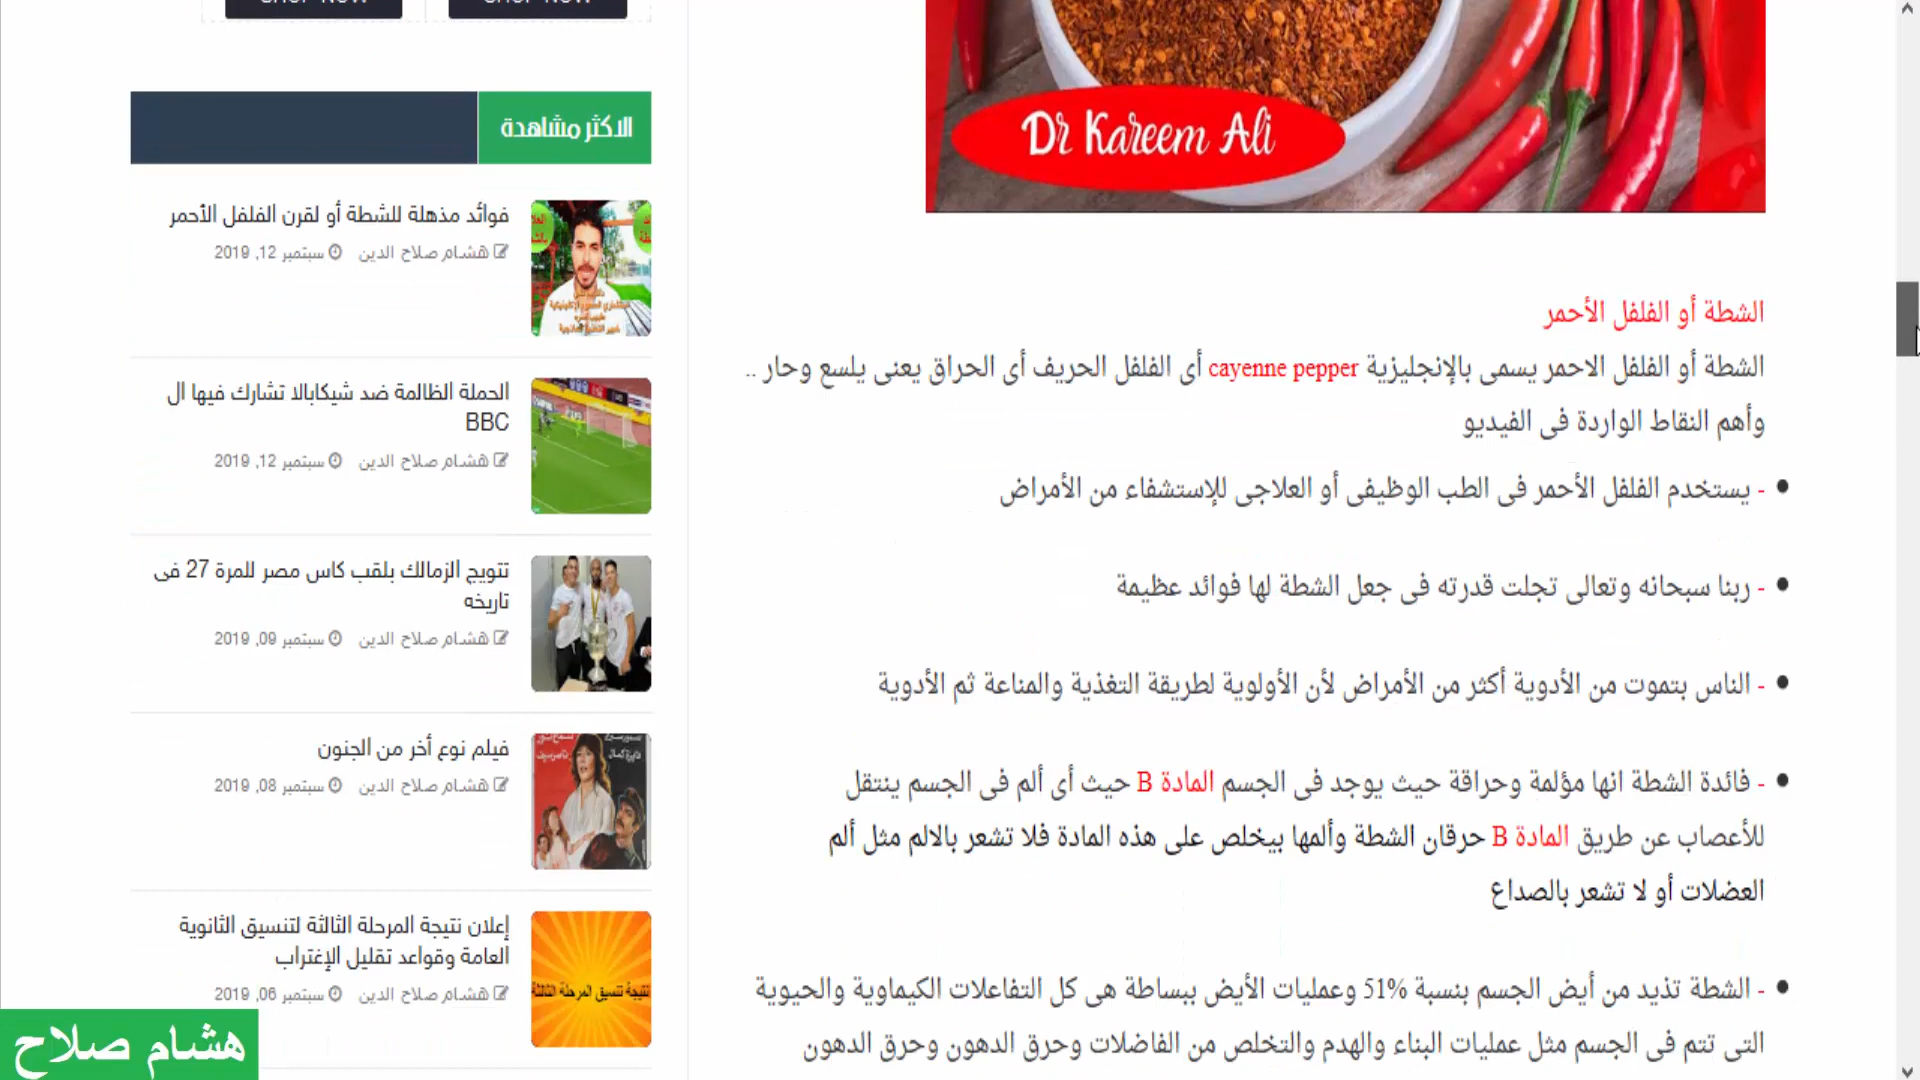 SHOP NOW
SHOP NOW
Dr Kareem Ali
الشطة أو الفلفل الأحمر
الشطة أو الفلفل الاحمر يسمى بالإنجليزية cayenne pepper أى الفلفل الحريف أى الحراق يعنى يلسع وحار ..
وأهم النقاط الواردة فى الفيديو
- يستخدم الفلفل الأحمر فى الطب الوظيفى أو العلاجى للإستشفاء من الأمراض
- ربنا سبحانه وتعالى تجلت قدرته فى جعل الشطة لها فوائد عظيمة
- الناس بتموت من الأدوية أكثر من الأمراض لأن الأولوية لطريقة التغذية والمناعة ثم الأدوية
- فائدة الشطة انها مؤلمة وحراقة حيث يوجد فى الجسم المادة B حيث أى ألم فى الجسم ينتقل
للأعصاب عن طريق المادة B حرقان الشطة وألمها بيخلص على هذه المادة فلا تشعر بالالم مثل ألم
العضلات أو لا تشعر بالصداع
- الشطة تذيد من أيض الجسم بنسبة 51% وعمليات الأيض ببساطة هى كل التفاعلات الكيماوية والحيوية
التى تتم فى الجسم مثل عمليات البناء والهدم والتخلص من الفاضلات وحرق الدهون وحرق الدهون
الاكثر مشاهدة
فوائد مذهلة للشطة أو لقرن الفلفل الأحمر
هشام صلاح الدين سبتمبر 12, 2019
الحملة الظالمة ضد شيكابالا تشارك فيها ال
BBC
هشام صلاح الدين سبتمبر 12, 2019
تتويج الزمالك بلقب كاس مصر للمرة 27 فى
تاريخه
هشام صلاح الدين سبتمبر 09, 2019
فيلم نوع أخر من الجنون
هشام صلاح الدين سبتمبر 08, 2019
إعلان نتيجة المرحلة الثالثة لتنسيق الثانوية
العامة وقواعد تقليل الإغتراب
هشام صلاح الدين سبتمبر 06, 2019
نتيجة تنسيق المرحلة الثالثة
هشام صلاح